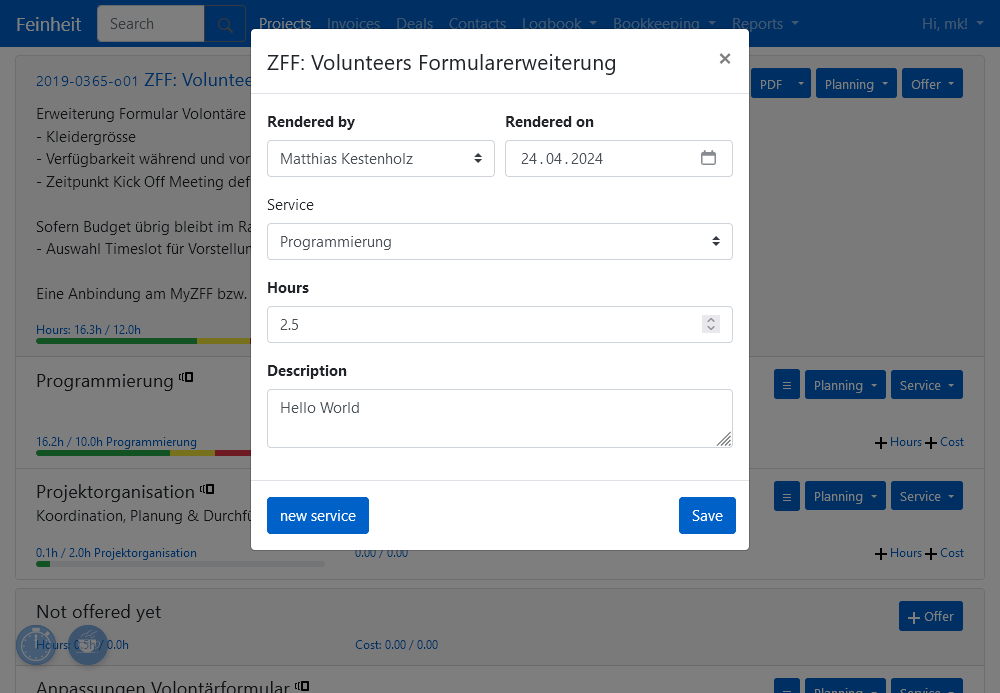 Feinheit Search Projects Invoices Deals Contacts Logbook Bookkeeping Reports Hi, mk!
ZFF: Volunteers Formularerweiterung ×
Rendered by Rendered on
Matthias Kestenholz 24.04.2024
Service
Programmierung
Hours
2.5
Description
Hello World
new service Save
2019-0365-o01 ZFF: Voluntee
PDF Planning Offer
Erweiterung Formular Volontäre
- Kleidergrösse
- Verfügbarkeit während und vor
- Zeitpunkt Kick Off Meeting def
Sofern Budget übrig bleibt im Ra
- Auswahl Timeslot für Vorstellun
Eine Anbindung am MyZFF bzw.
Hours: 16.3h / 12.0h
Programmierung Planning Service
16.2h / 10.0h Programmierung + Hours + Cost
Projektorganisation Planning Service
Koordination, Planung & Durchfü
0.1h / 2.0h Projektorganisation 0.00 / 0.00 + Hours + Cost
Not offered yet + Offer
Hours: 0.5h / 0.0h Cost: 0.00 / 0.00
Anpassungen Volontärformular Planning Service